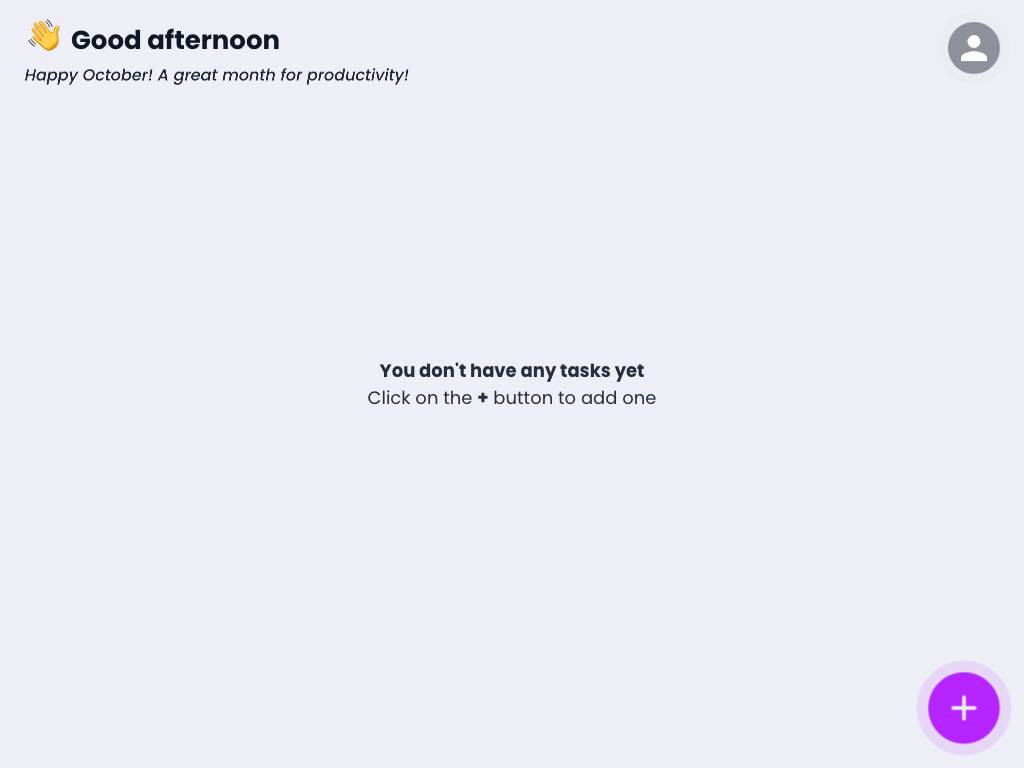 Good afternoon
Happy October! A great month for productivity!
You don't have any tasks yet
Click on the + button to add one